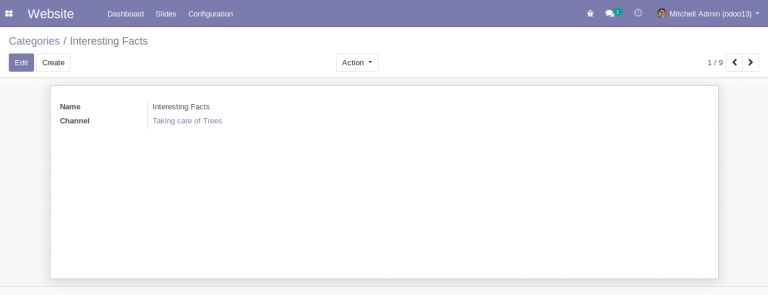 Website Dashboard Slides Configuration 1 Mitchell Admin (odoo13)
Categories / Interesting Facts
Edit Create Action 1 / 9
Name Interesting Facts
Channel Taking care of Trees